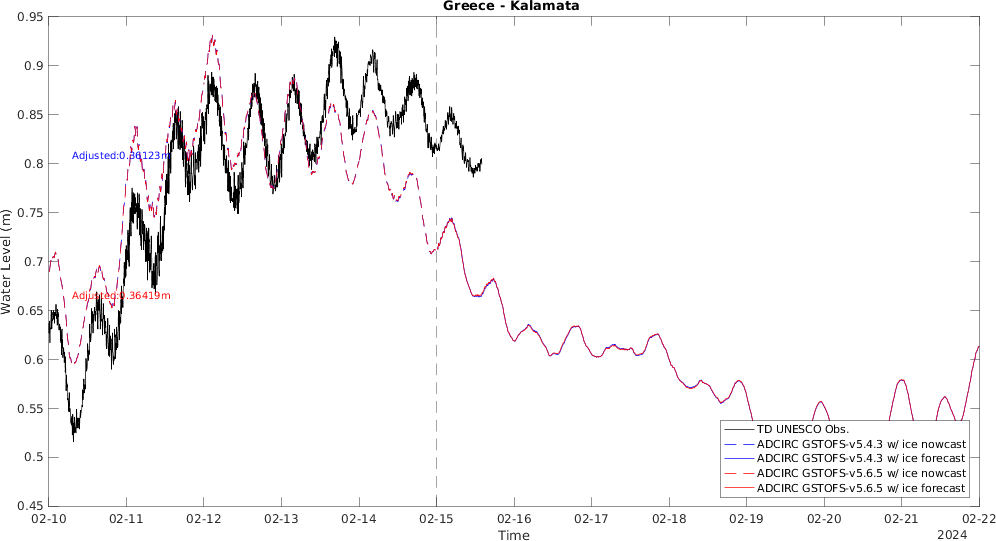 Greece - Kalamata
0.95
0.9
0.85
0.8
0.75
0.7
0.65
0.6
0.55
0.5
0.45
Water Level (m)
Adjusted:0.36123m
Adjusted:0.36419m
TD UNESCO Obs.
ADCIRC GSTOFS-v5.4.3 w/ ice nowcast
ADCIRC GSTOFS-v5.4.3 w/ ice forecast
ADCIRC GSTOFS-v5.6.5 w/ ice nowcast
ADCIRC GSTOFS-v5.6.5 w/ ice forecast
02-10 02-11 02-12 02-13 02-14 02-15 02-16 02-17 02-18 02-19 02-20 02-21 02-22
Time
2024